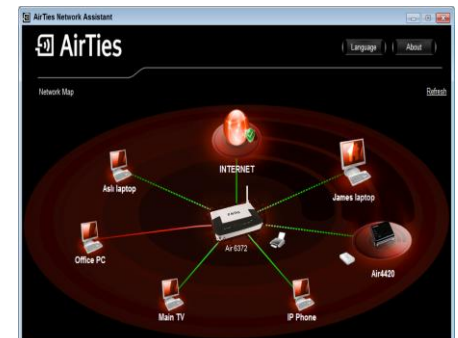 AirTies Network Assistant
AirTies
Language
About
Network Map
Refresh
INTERNET
Aslı laptop
James laptop
Air 6372
Office PC
Air4420
Main TV
IP Phone